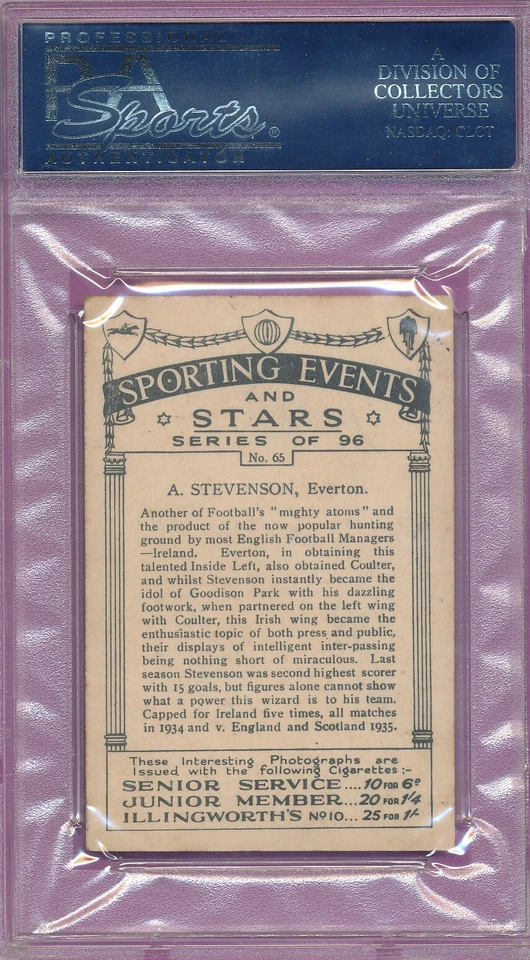 PROFESSIONAL
PSA
Sports®
AUTHENTICATOR
A
DIVISION OF
COLLECTORS
UNIVERSE
NASDAQ: CLCT
SPORTING EVENTS
AND
STARS
SERIES OF 96
No. 65
A. STEVENSON, Everton.
Another of Football's "mighty atoms" and
the product of the now popular hunting
ground by most English Football Managers
—Ireland. Everton, in obtaining this
talented Inside Left, also obtained Coulter,
and whilst Stevenson instantly became the
idol of Goodison Park with his dazzling
footwork, when partnered on the left wing
with Coulter, this Irish wing became the
enthusiastic topic of both press and public,
their displays of intelligent inter-passing
being nothing short of miraculous. Last
season Stevenson was second highest scorer
with 15 goals, but figures alone cannot show
what a power this wizard is to his team.
Capped for Ireland five times, all matches
in 1934 and v. England and Scotland 1935.
These Interesting Photographs are
Issued with the following Cigarettes:-
SENIOR SERVICE....10 FOR 6D
JUNIOR MEMBER...20 FOR 1/4
ILLINGWORTH'S No 10...25 FOR 1/-